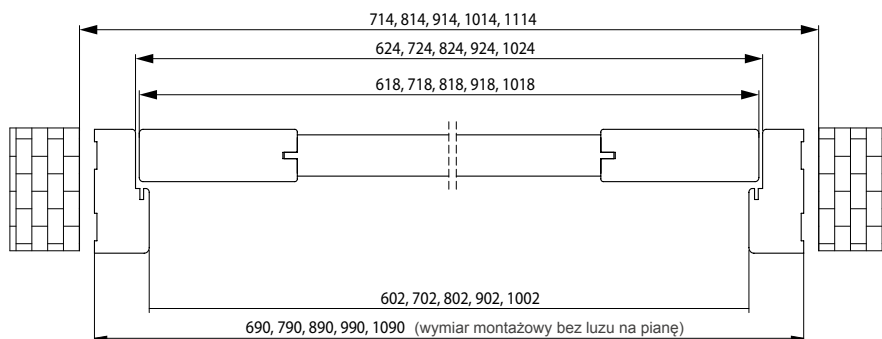 714, 814, 914, 1014, 1114
624, 724, 824, 924, 1024
618, 718, 818, 918, 1018
602, 702, 802, 902, 1002
690, 790, 890, 990, 1090 (wymiar montażowy bez luzu na pianę)